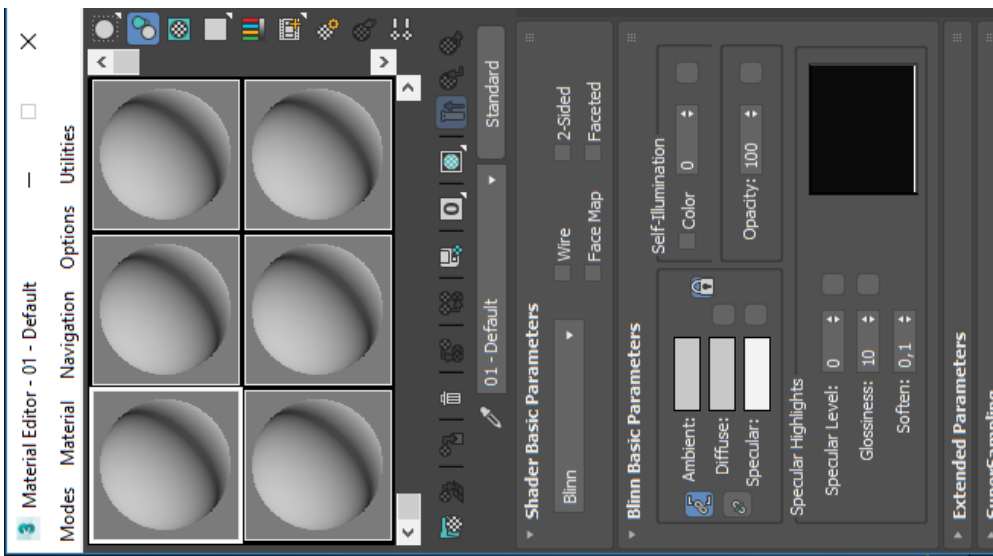 Material Editor - 01 - Default
Modes Material Navigation Options Utilities
0
01 - Default Standard
Shader Basic Parameters
Blinn
Wire 2-Sided
Face Map Faceted
Blinn Basic Parameters
Self-Illumination
Ambient: Color 0
Diffuse:
Specular: Opacity: 100
Specular Highlights
Specular Level: 0
Glossiness: 10
Soften: 0,1
Extended Parameters
SuperSampling